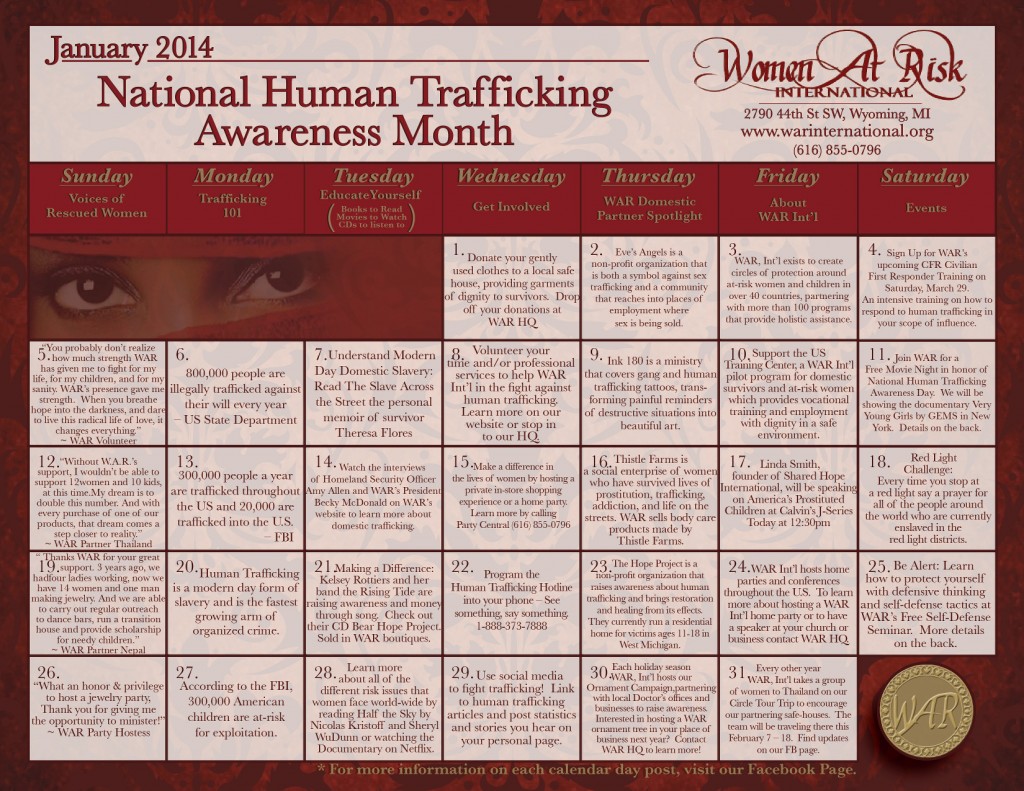 January 2014
National Human Trafficking
Awareness Month
Women At Risk
INTERNATIONAL
2790 44th St SW, Wyoming, MI
www.warinternational.org
(616) 855-0796
Sunday
Voices of
Rescued Women
Monday
Trafficking
101
Tuesday
EducateYourself
(Books to Read
Movies to Watch
CDs to listen to)
Wednesday
Get Involved
Thursday
WAR Domestic
Partner Spotlight
Friday
About
WAR Int'l
Saturday
Events
1. Donate your gently
used clothes to a local safe
house, providing garments
of dignity to survivors. Drop
off your donations at
WAR HQ
2. Eve's Angels is a
non-profit organization that
is both a symbol against sex
trafficking and a community
that reaches into places of
employment where
sex is being sold.
3.
WAR, Int'l exists to create
circles of protection around
at-risk women and children in
over 40 countries, partnering
with more than 100 programs
that provide holistic assistance.
4. Sign Up for WAR's
upcoming CFR Civilian
First Responder Training on
Saturday, March 29.
An intensive training on how to
respond to human trafficking in
your scope of influence.
5. "You probably don't realize
how much strength WAR
has given me to fight for my
life, for my children, and for my
sanity. WAR's presence gave me
strength. When you breathe
hope into the darkness, and dare
to live this radical life of love, it
changes everything."
~ WAR Volunteer
6.
800,000 people are
illegally trafficked against
their will every year
– US State Department
7. Understand Modern
Day Domestic Slavery:
Read The Slave Across
the Street the personal
memoir of survivor
Theresa Flores
8. Volunteer your
time and/or professional
services to help WAR
Int'l in the fight against
human trafficking.
Learn more on our
website or stop in
to our HQ
9. Ink 180 is a ministry
that covers gang and human
trafficking tattoos, trans-
forming painful reminders
of destructive situations into
beautiful art.
10. Support the US
Training Center, a WAR Int'l
pilot program for domestic
survivors and at-risk women
which provides vocational
training and employment
with dignity in a safe
environment.
11. Join WAR for a
Free Movie Night in honor of
National Human Trafficking
Awareness Day. We will be
showing the documentary Very
Young Girls by GEMS in New
York. Details on the back.
12. "Without W.A.R.'s
support, I wouldn't be able to
support 12women and 10 kids,
at this time.My dream is to
double this number. And with
every purchase of one of our
products, that dream comes a
step closer to reality."
~ WAR Partner Thailand
13.
300,000 people a year
are trafficked throughout
the US and 20,000 are
trafficked into the U.S.
– FBI
14. Watch the interviews
of Homeland Security Officer
Amy Allen and WAR's President
Becky McDonald on WAR's
website to learn more about
domestic trafficking.
15. Make a difference in
the lives of women by hosting a
private in-store shopping
experience or a home party.
Learn more by calling
Party Central (616) 855-0796
16. Thistle Farms is
a social enterprise of women
who have survived lives of
prostitution, trafficking,
addiction, and life on the
streets. WAR sells body care
products made by
Thistle Farms.
17. Linda Smith,
founder of Shared Hope
International, will be speaking
on America's Prostituted
Children at Calvin's J-Series
Today at 12:30pm
18. Red Light
Challenge:
Every time you stop at
a red light say a prayer for
all of the people around
the world who are currently
enslaved in the
red light districts.
19. "Thanks WAR for your great
support. 3 years ago, we
hadfour ladies working, now we
have 14 women and one man
making jewelry. And we are able
to carry out regular outreach
to dance bars, run a transition
house and provide scholarship
for needy children."
~ WAR Partner Nepal
20. Human Trafficking
is a modern day form of
slavery and is the fastest
growing arm of
organized crime.
21 Making a Difference:
Kelsey Rottiers and her
band the Rising Tide are
raising awareness and money
through song. Check out
their CD Bear Hope Project.
Sold in WAR boutiques.
22.
Program the
Human Trafficking Hotline
into your phone – See
something, say something.
1-888-373-7888
23. The Hope Project is a
non-profit organization that
raises awareness about human
trafficking and brings restoration
and healing from its effects.
They currently run a residential
home for victims ages 11-18 in
West Michigan.
24. WAR Int'l hosts home
parties and conferences
throughout the U.S. To learn
more about hosting a WAR
Int'l home party or to have
a speaker at your church or
business contact WAR HQ
25. Be Alert: Learn
how to protect yourself
with defensive thinking
and self-defense tactics at
WAR's Free Self-Defense
Seminar. More details
on the back.
26.
"What an honor & privilege
to host a jewelry party,
Thank you for giving me
the opportunity to minister!"
~ WAR Party Hostess
27.
According to the FBI,
300,000 American
children are at-risk
for exploitation.
28. Learn more
about all of the
different risk issues that
women face world-wide by
reading Half the Sky by
Nicolas Kristoff and Sheryl
WuDunn or watching the
Documentary on Netflix.
29. Use social media
to fight trafficking! Link
to human trafficking
articles and post statistics
and stories you hear on
your personal page.
30. Each holiday season
WAR, Int'l hosts our
Ornament Campaign,partnering
with local Doctor's offices and
businesses to raise awareness.
Interested in hosting a WAR
ornament tree in your place of
business next year? Contact
WAR HQ to learn more!
31. Every other year
WAR, Int'l takes a group
of women to Thailand on our
Circle Tour Trip to encourage
our partnering safe-houses. The
team will be traveling there this
February 7 – 18. Find updates
on our FB page.
WAR
* For more information on each calendar day post, visit our Facebook Page.